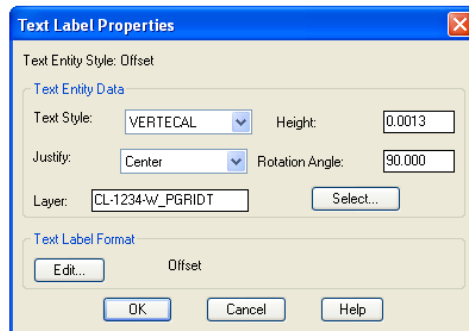 Text Label Properties
Text Entity Style: Offset
Text Entity Data
Text Style: VERTECAL Height: 0.0013
Justify: Center Rotation Angle: 90.000
Layer: CL-1234-W_PGRIDT Select...
Text Label Format
Edit... Offset
OK Cancel Help